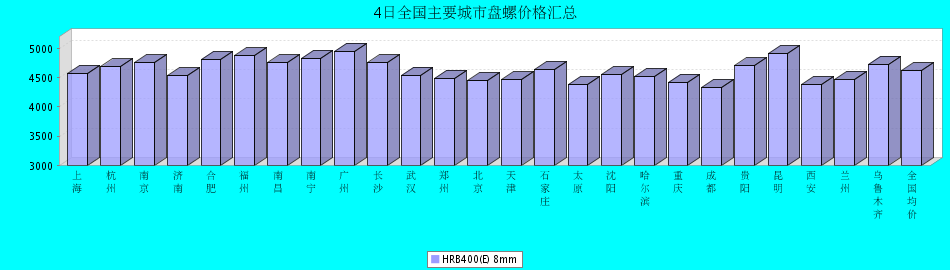 4日全国主要城市盘螺价格汇总
5000
4500
4000
3500
3000
上海
杭州
南京
济南
合肥
福州
南昌
南宁
广州
长沙
武汉
郑州
北京
天津
石家庄
太原
沈阳
哈尔滨
重庆
成都
贵阳
昆明
西安
兰州
乌鲁木齐
全国均价
HRB400(E) 8mm